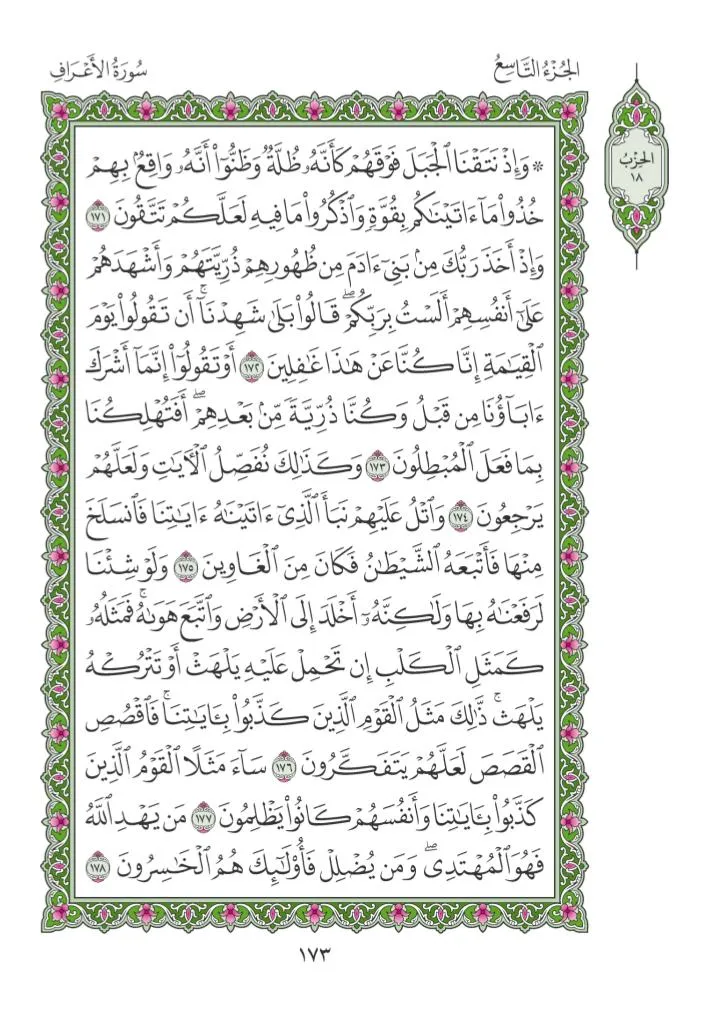 الجُزْءُ التَّاسِعُ
سُورَةُ الأَعْرَافِ
الحِزْبُ
١٨
* وَإِذْ نَتَقْنَا ٱلْجَبَلَ فَوْقَهُمْ كَأَنَّهُۥ ظُلَّةٌ وَظَنُّوٓا۟ أَنَّهُۥ وَاقِعٌۢ بِهِمْ
خُذُوا۟ مَآ ءَاتَيْنَٰكُم بِقُوَّةٍ وَٱذْكُرُوا۟ مَا فِيهِ لَعَلَّكُمْ تَتَّقُونَ ١٧١
وَإِذْ أَخَذَ رَبُّكَ مِنۢ بَنِىٓ ءَادَمَ مِن ظُهُورِهِمْ ذُرِّيَّتَهُمْ وَأَشْهَدَهُمْ
عَلَىٰٓ أَنفُسِهِمْ أَلَسْتُ بِرَبِّكُمْ ۖ قَالُوا۟ بَلَىٰ شَهِدْنَآ ۚ أَن تَقُولُوا۟ يَوْمَ
ٱلْقِيَٰمَةِ إِنَّا كُنَّا عَنْ هَٰذَا غَٰفِلِينَ ١٧٢ أَوْ تَقُولُوٓا۟ إِنَّمَآ أَشْرَكَ
ءَابَآؤُنَا مِن قَبْلُ وَكُنَّا ذُرِّيَّةً مِّنۢ بَعْدِهِمْ ۖ أَفَتُهْلِكُنَا
بِمَا فَعَلَ ٱلْمُبْطِلُونَ ١٧٣ وَكَذَٰلِكَ نُفَصِّلُ ٱلْءَايَٰتِ وَلَعَلَّهُمْ
يَرْجِعُونَ ١٧٤ وَٱتْلُ عَلَيْهِمْ نَبَأَ ٱلَّذِىٓ ءَاتَيْنَٰهُ ءَايَٰتِنَا فَٱنسَلَخَ
مِنْهَا فَأَتْبَعَهُ ٱلشَّيْطَٰنُ فَكَانَ مِنَ ٱلْغَاوِينَ ١٧٥ وَلَوْ شِئْنَا
لَرَفَعْنَٰهُ بِهَا وَلَٰكِنَّهُۥٓ أَخْلَدَ إِلَى ٱلْأَرْضِ وَٱتَّبَعَ هَوَىٰهُ ۚ فَمَثَلُهُۥ
كَمَثَلِ ٱلْكَلْبِ إِن تَحْمِلْ عَلَيْهِ يَلْهَثْ أَوْ تَتْرُكْهُ
يَلْهَث ۚ ذَّٰلِكَ مَثَلُ ٱلْقَوْمِ ٱلَّذِينَ كَذَّبُوا۟ بِـَٔايَٰتِنَا ۚ فَٱقْصُصِ
ٱلْقَصَصَ لَعَلَّهُمْ يَتَفَكَّرُونَ ١٧٦ سَآءَ مَثَلًا ٱلْقَوْمُ ٱلَّذِينَ
كَذَّبُوا۟ بِـَٔايَٰتِنَا وَأَنفُسَهُمْ كَانُوا۟ يَظْلِمُونَ ١٧٧ مَن يَهْدِ ٱللَّهُ
فَهُوَ ٱلْمُهْتَدِى ۖ وَمَن يُضْلِلْ فَأُو۟لَٰٓئِكَ هُمُ ٱلْخَٰسِرُونَ ١٧٨
١٧٣